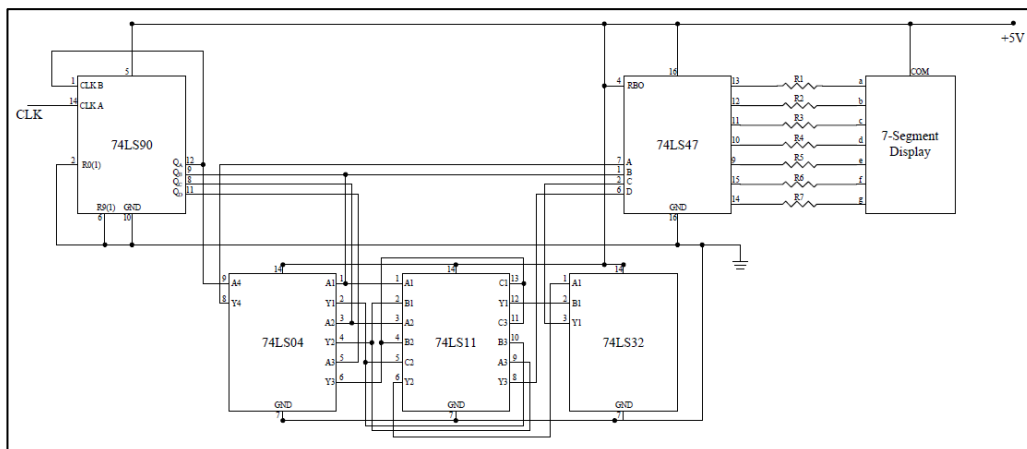 +5V
5
1 CLK B
14 CLK A
CLK
74LS90
2 R0(1)
QA 12
QB 9
QC 8
QD 11
R9(1) GND
6 10
16
4 RBO
74LS47
7 A
1 B
2 C
6 D
GND
16
13 R1 a
12 R2 b
11 R3 c
10 R4 d
9 R5 e
15 R6 f
14 R7 g
COM
7-Segment
Display
14
9 A4
8 Y4
74LS04
A1 1
Y1 2
A2 3
Y2 4
A3 5
Y3 6
GND
7
14
1 A1
2 B1
3 A2
4 B2
5 C2
6 Y2
74LS11
C1 13
Y1 12
C3 11
B3 10
A3 9
Y3 8
GND
7
14
1 A1
2 B1
3 Y1
74LS32
GND
7